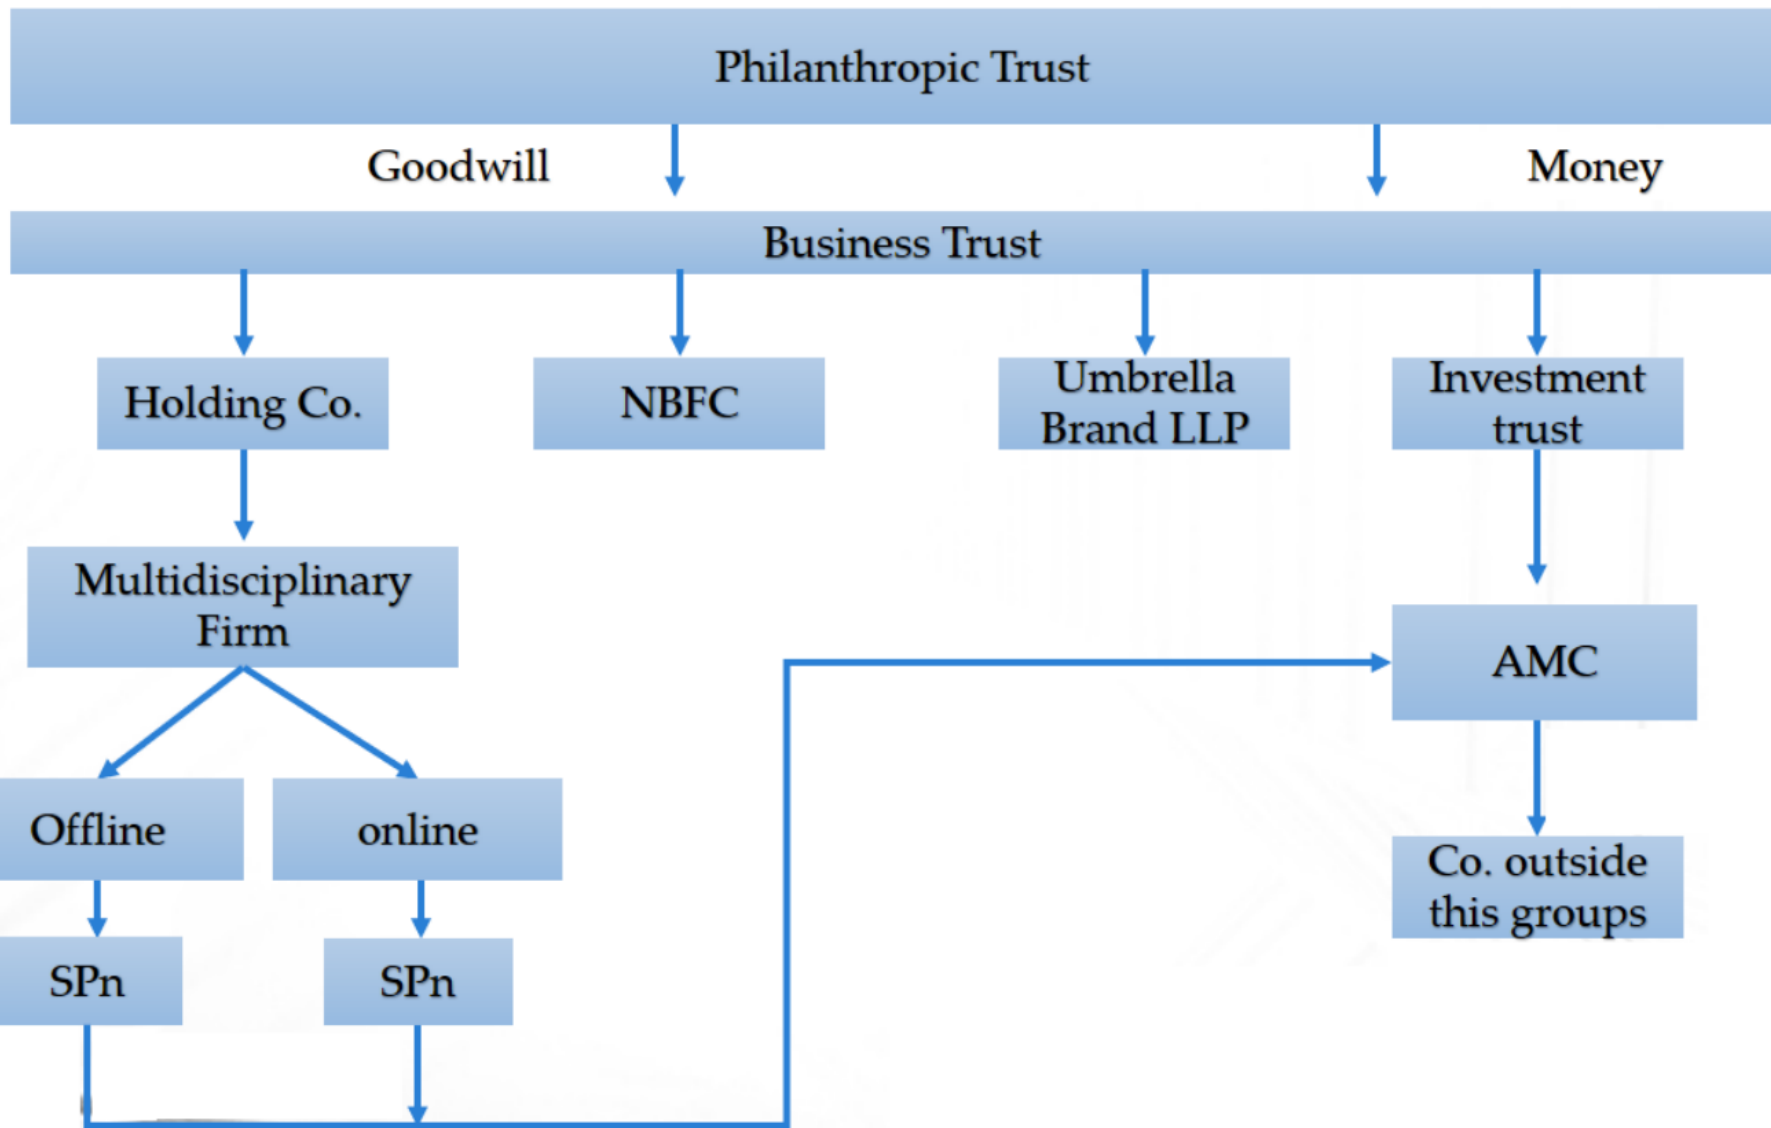 Philanthropic Trust
Goodwill
Money
Business Trust
Holding Co.
NBFC
Umbrella
Brand LLP
Investment
trust
Multidisciplinary
Firm
AMC
Offline
online
Co. outside
this groups
SPn
SPn